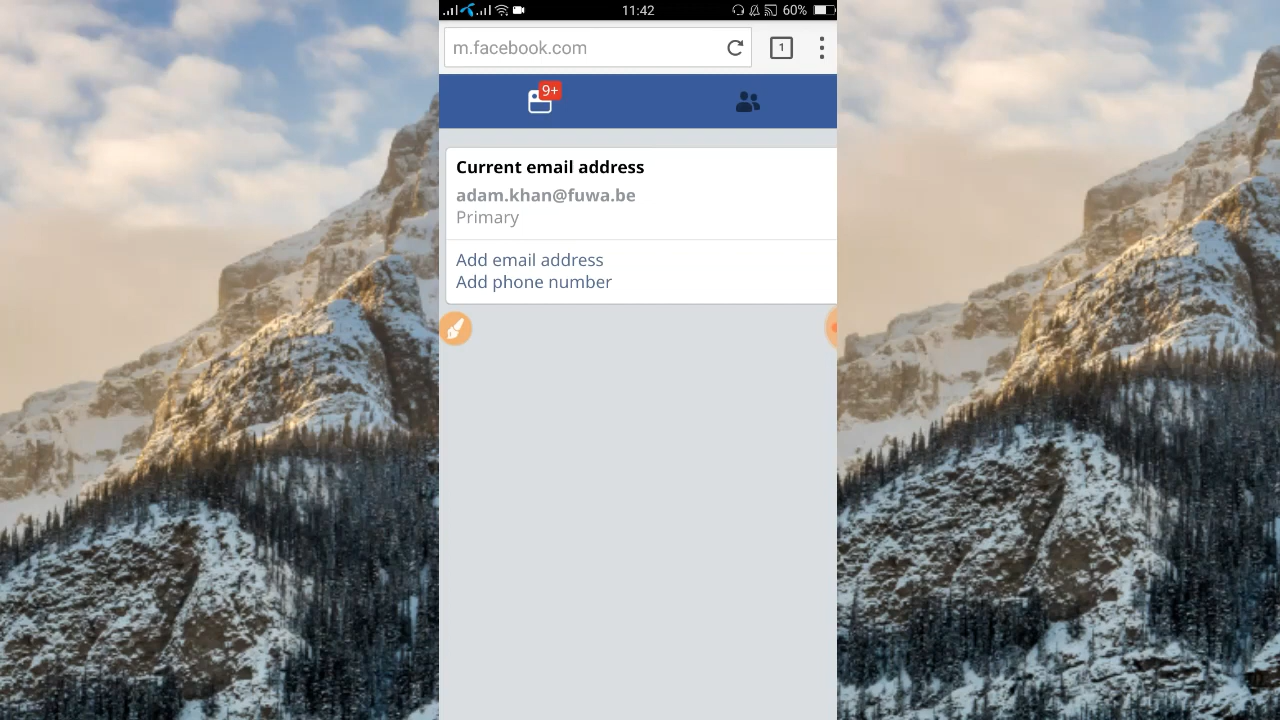 11:42
60%
m.facebook.com
1
9+
Current email address
adam.khan@fuwa.be
Primary
Add email address
Add phone number